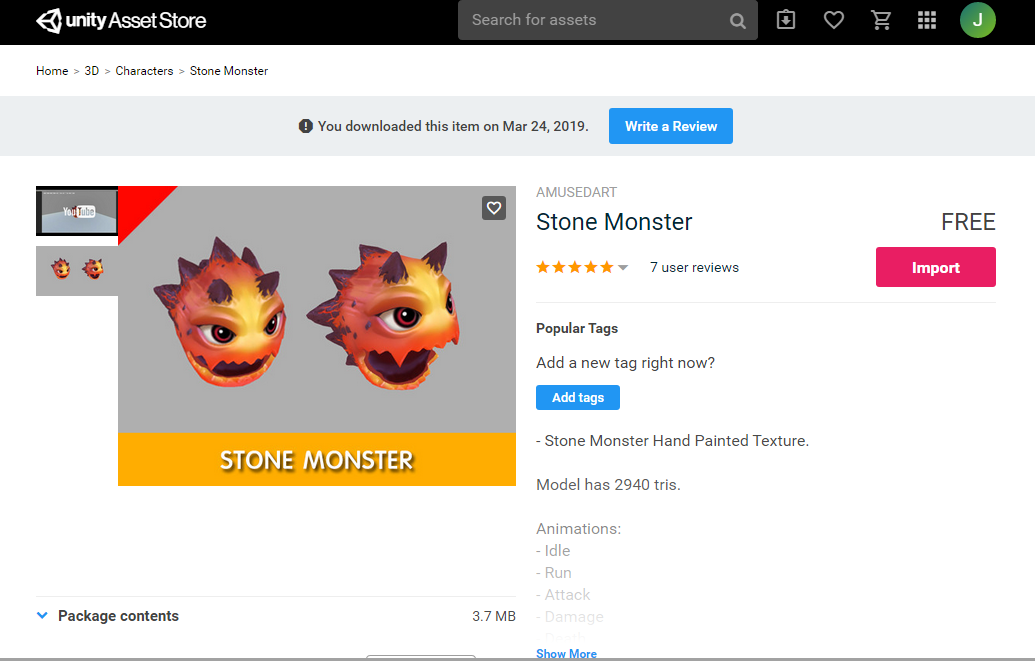 unity Asset Store
Search for assets
J
Home > 3D > Characters > Stone Monster
You downloaded this item on Mar 24, 2019.
Write a Review
YouTube
STONE MONSTER
AMUSEDART
Stone Monster
FREE
7 user reviews
Import
Popular Tags
Add a new tag right now?
Add tags
- Stone Monster Hand Painted Texture.
Model has 2940 tris.
Animations:
- Idle
- Run
- Attack
- Damage
- Death
Show More
Package contents
3.7 MB